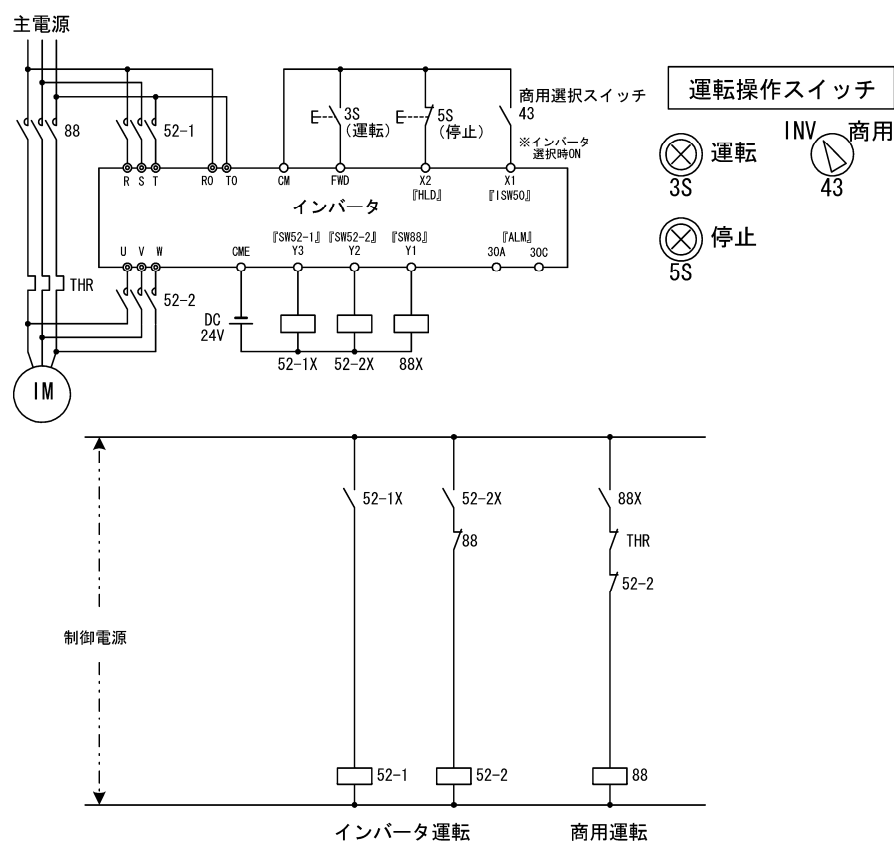 主電源
88
52-1
3S
(運転)
5S
(停止)
商用選択スイッチ
43
※インバータ
選択時ON
運転操作スイッチ
運転
3S
INV 商用
43
停止
5S
R S T R0 T0 CM FWD X2 X1
『HLD』 『ISW50』
インバータ
『SW52-1』 『SW52-2』 『SW88』 『ALM』
U V W CME Y3 Y2 Y1 30A 30C
THR
52-2
DC
24V
52-1X 52-2X 88X
IM
52-1X
52-2X
88
88X
THR
52-2
制御電源
52-1
52-2
88
インバータ運転
商用運転